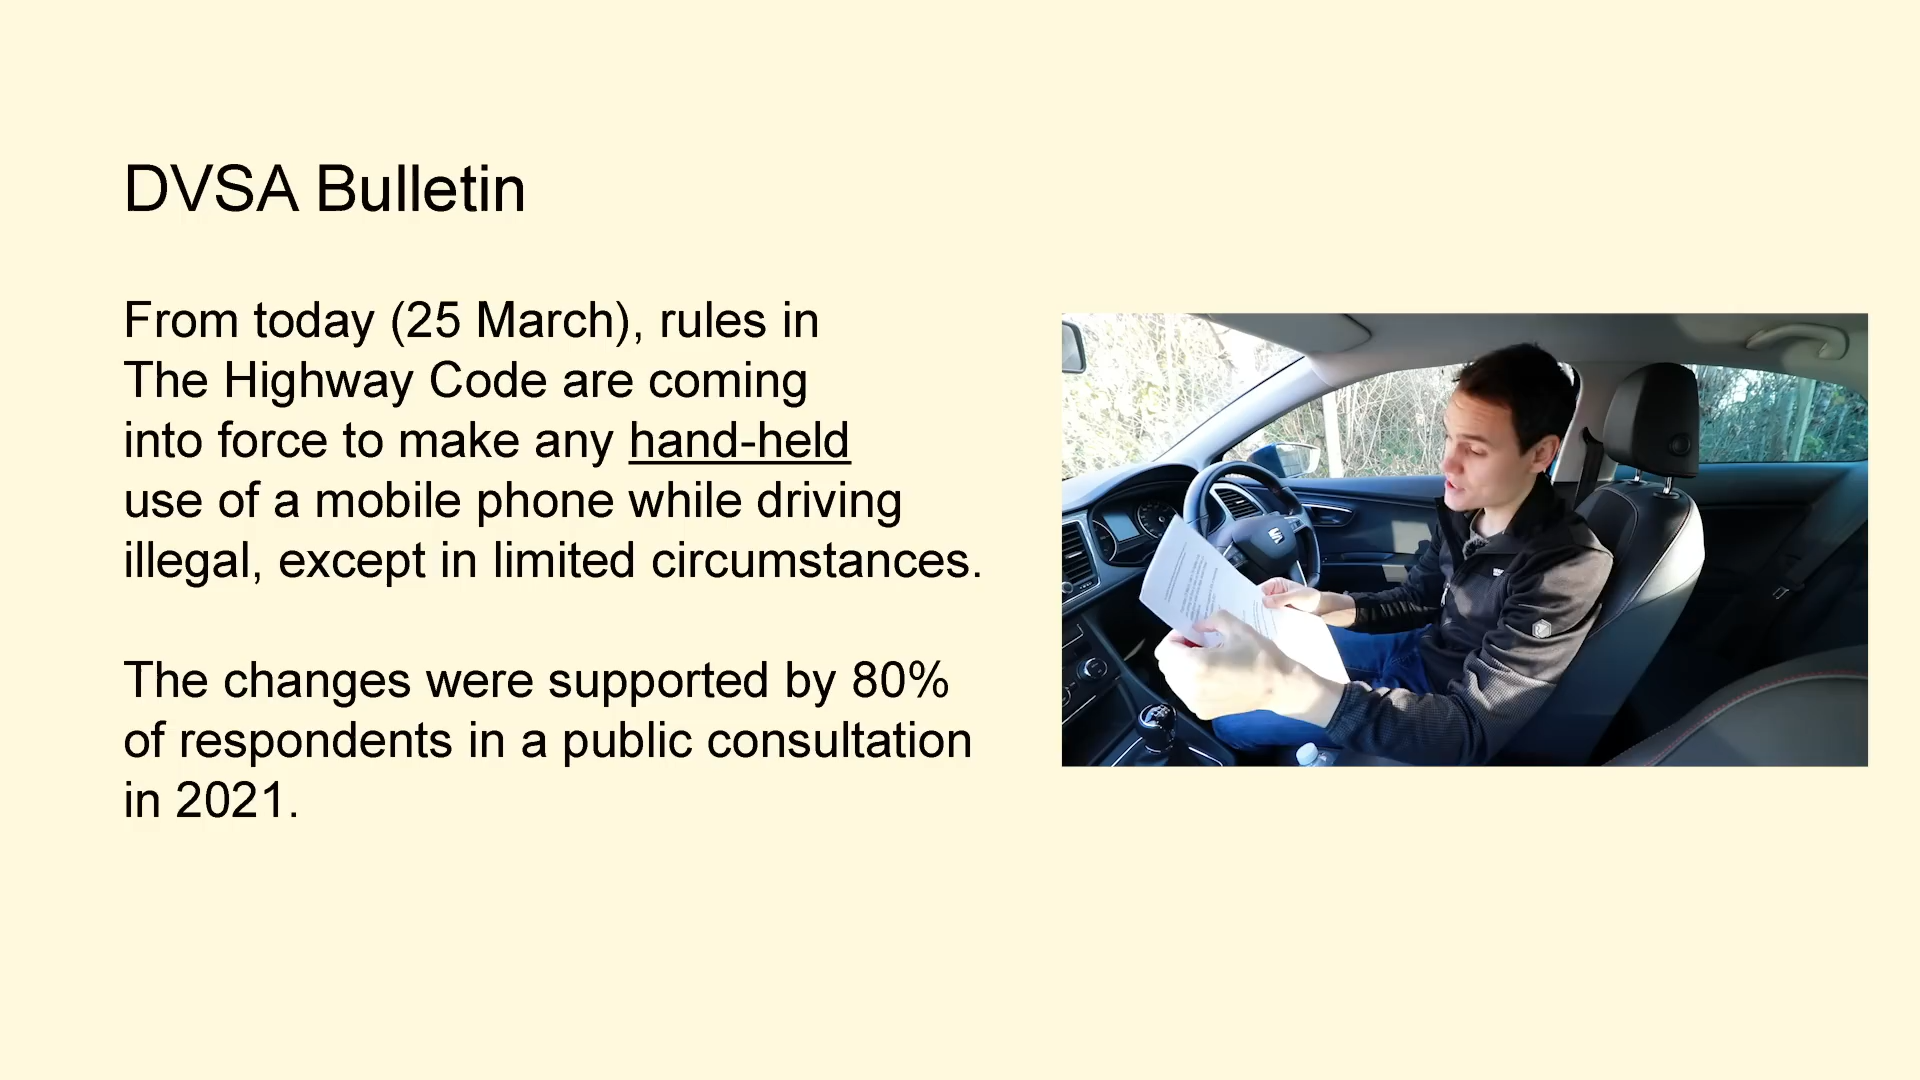 DVSA Bulletin
From today (25 March), rules in
The Highway Code are coming
into force to make any hand-held
use of a mobile phone while driving
illegal, except in limited circumstances.
The changes were supported by 80%
of respondents in a public consultation
in 2021.